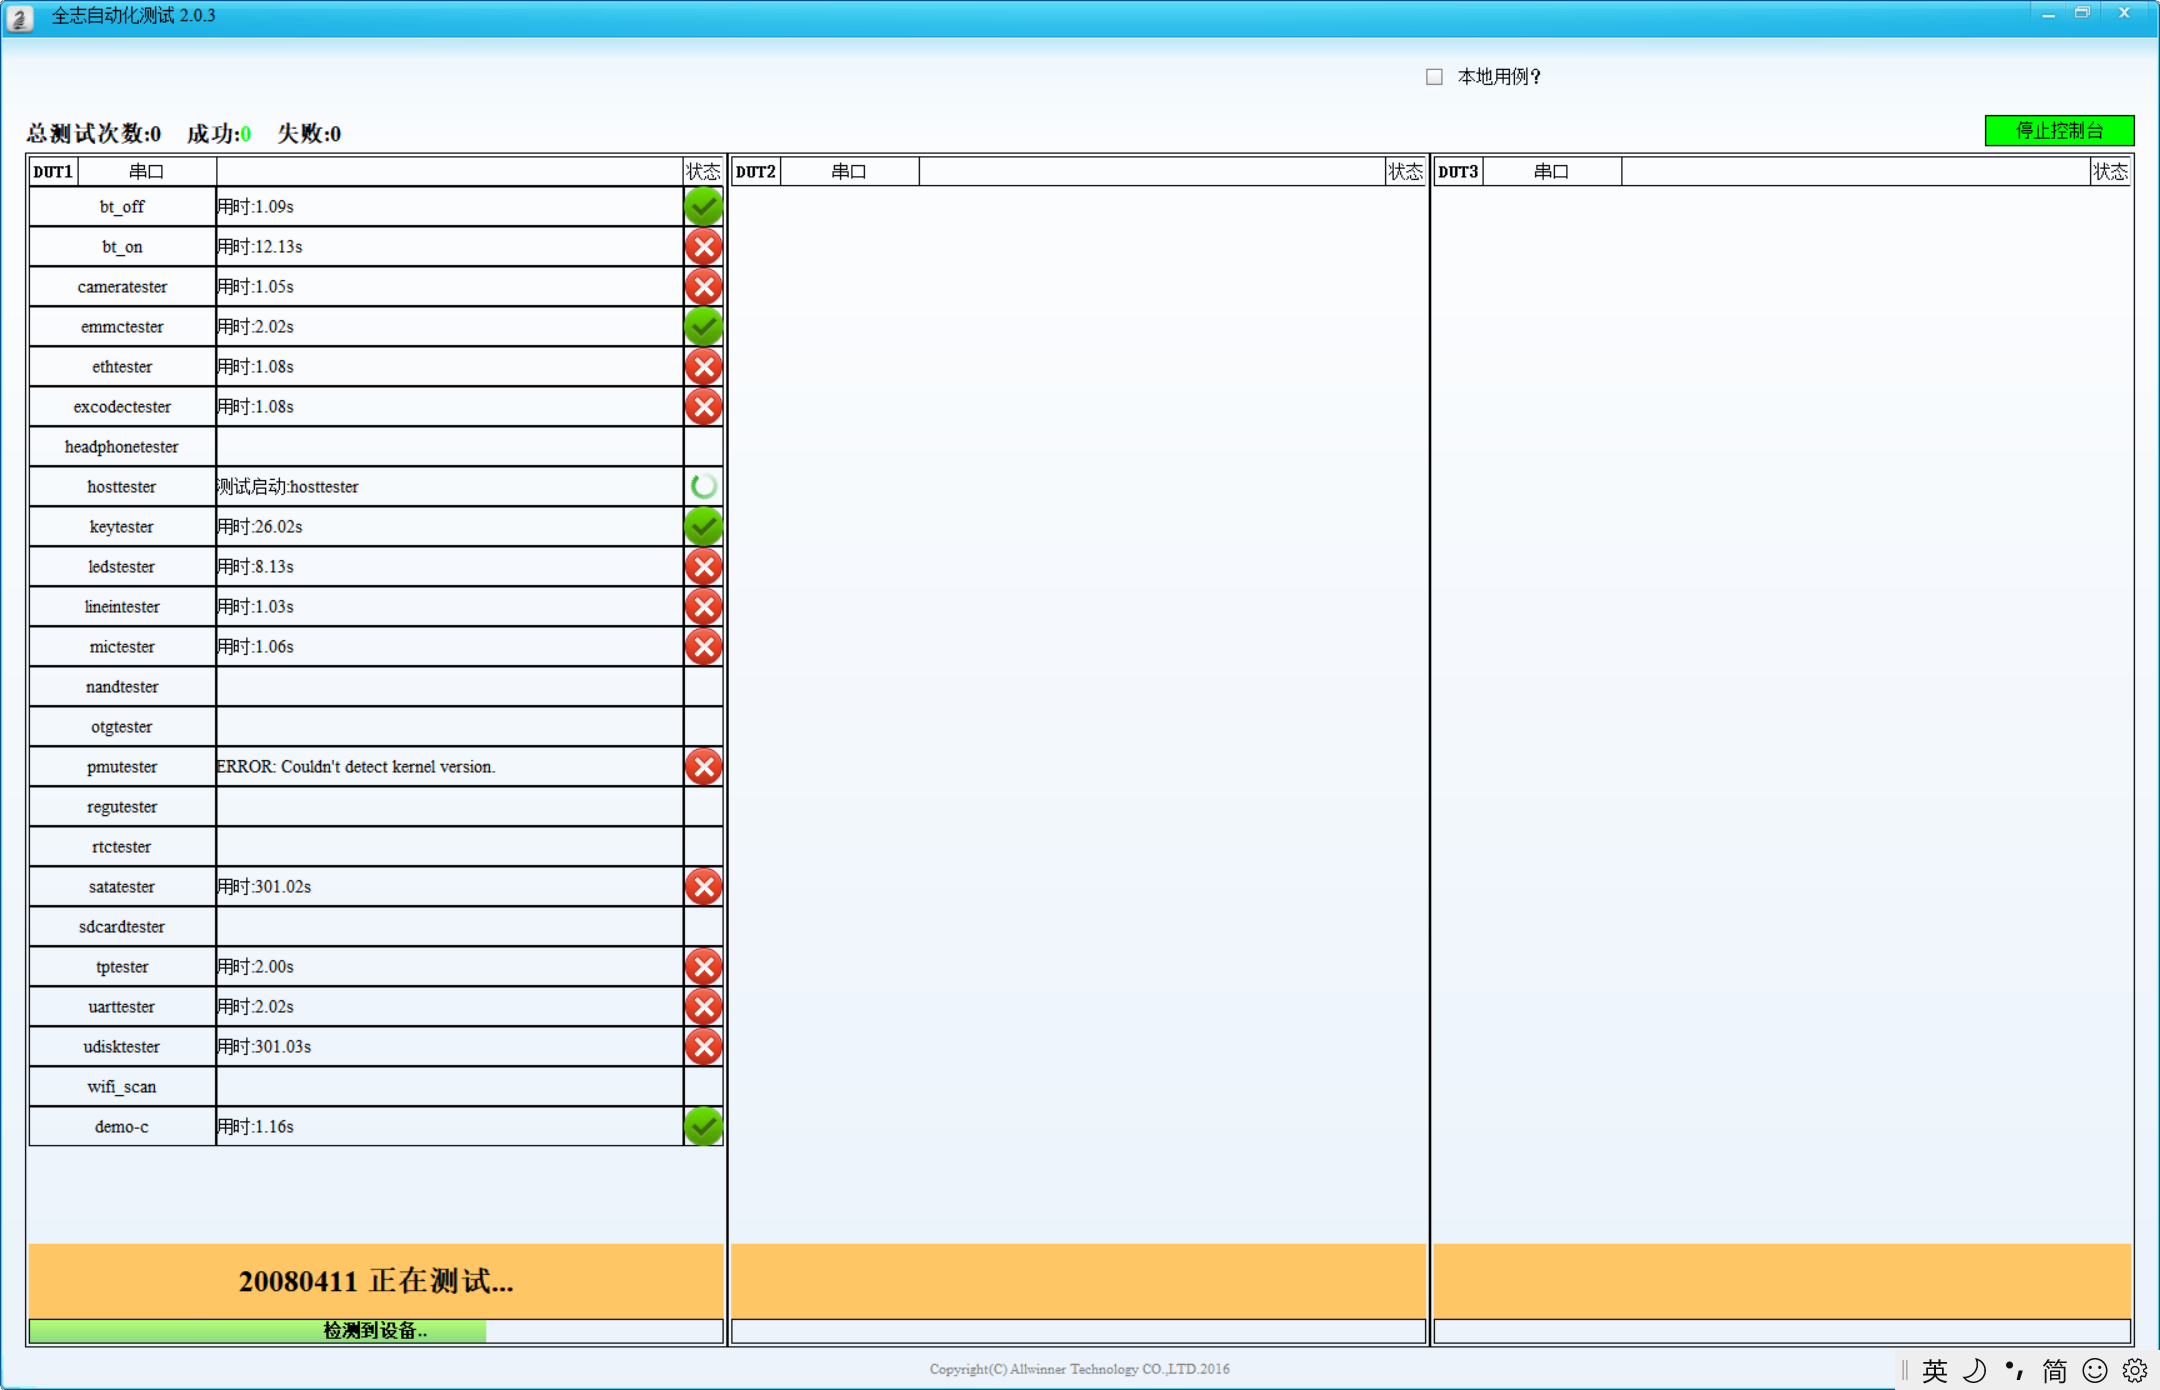 全志自动化测试 2.0.3
本地用例?
总测试次数:0 成功:0 失败:0
停止控制台
DUT1 串口 状态 DUT2 串口 状态 DUT3 串口 状态
bt_off 用时:1.09s
bt_on 用时:12.13s
cameratester 用时:1.05s
emmctester 用时:2.02s
ethtester 用时:1.08s
excodectester 用时:1.08s
headphonetester
hosttester 测试启动:hosttester
keytester 用时:26.02s
ledstester 用时:8.13s
lineintester 用时:1.03s
mictester 用时:1.06s
nandtester
otgtester
pmutester ERROR: Couldn't detect kernel version.
regutester
rtctester
satatester 用时:301.02s
sdcardtester
tptester 用时:2.00s
uarttester 用时:2.02s
udisktester 用时:301.03s
wifi_scan
demo-c 用时:1.16s
20080411 正在测试...
检测到设备..
Copyright(C) Allwinner Technology CO.,LTD.2016
英 简